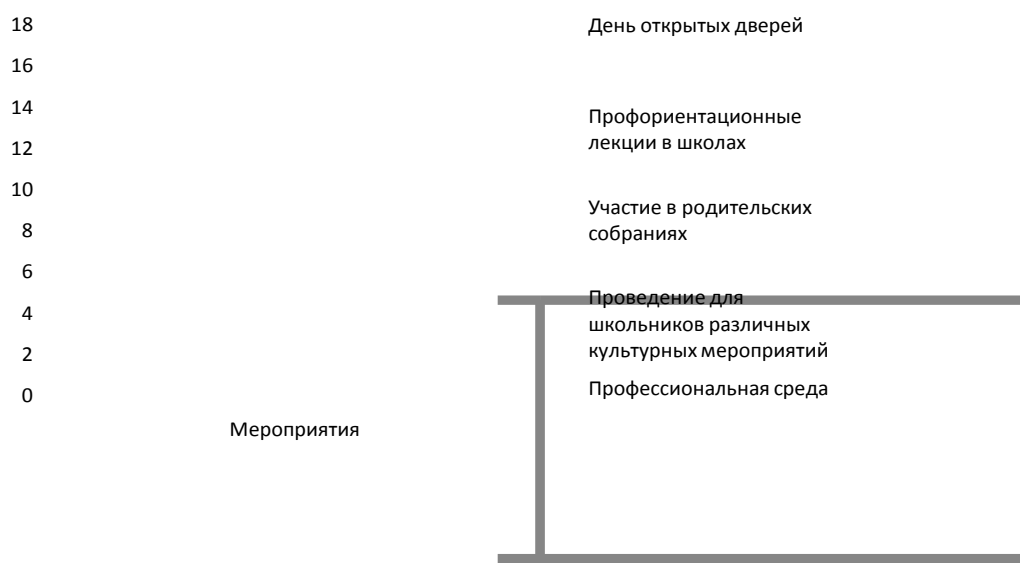 18
16
14
12
10
8
6
4
2
0
Мероприятия
День открытых дверей
Профориентационные
лекции в школах
Участие в родительских
собраниях
Проведение для
школьников различных
культурных мероприятий
Профессиональная среда